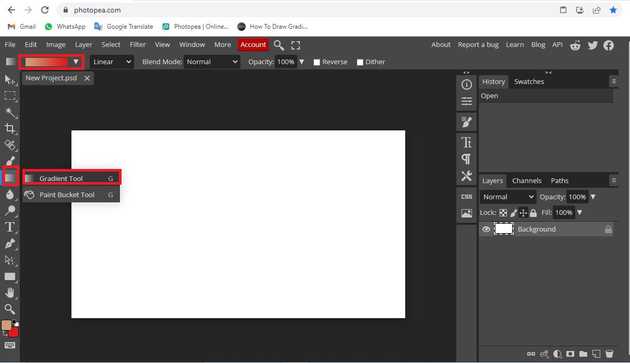 photopea.com
Gmail WhatsApp Google Translate Photopea | Online... How To Draw Gradi...
File Edit Image Layer Select Filter View Window More Account About Report a bug Learn Blog API
Linear Blend Mode: Normal Opacity: 100% Reverse Dither
New Project.psd
History Swatches
Open
Gradient Tool G
Paint Bucket Tool G
CSS
Layers Channels Paths
Normal Opacity: 100%
Lock: Fill: 100%
Background